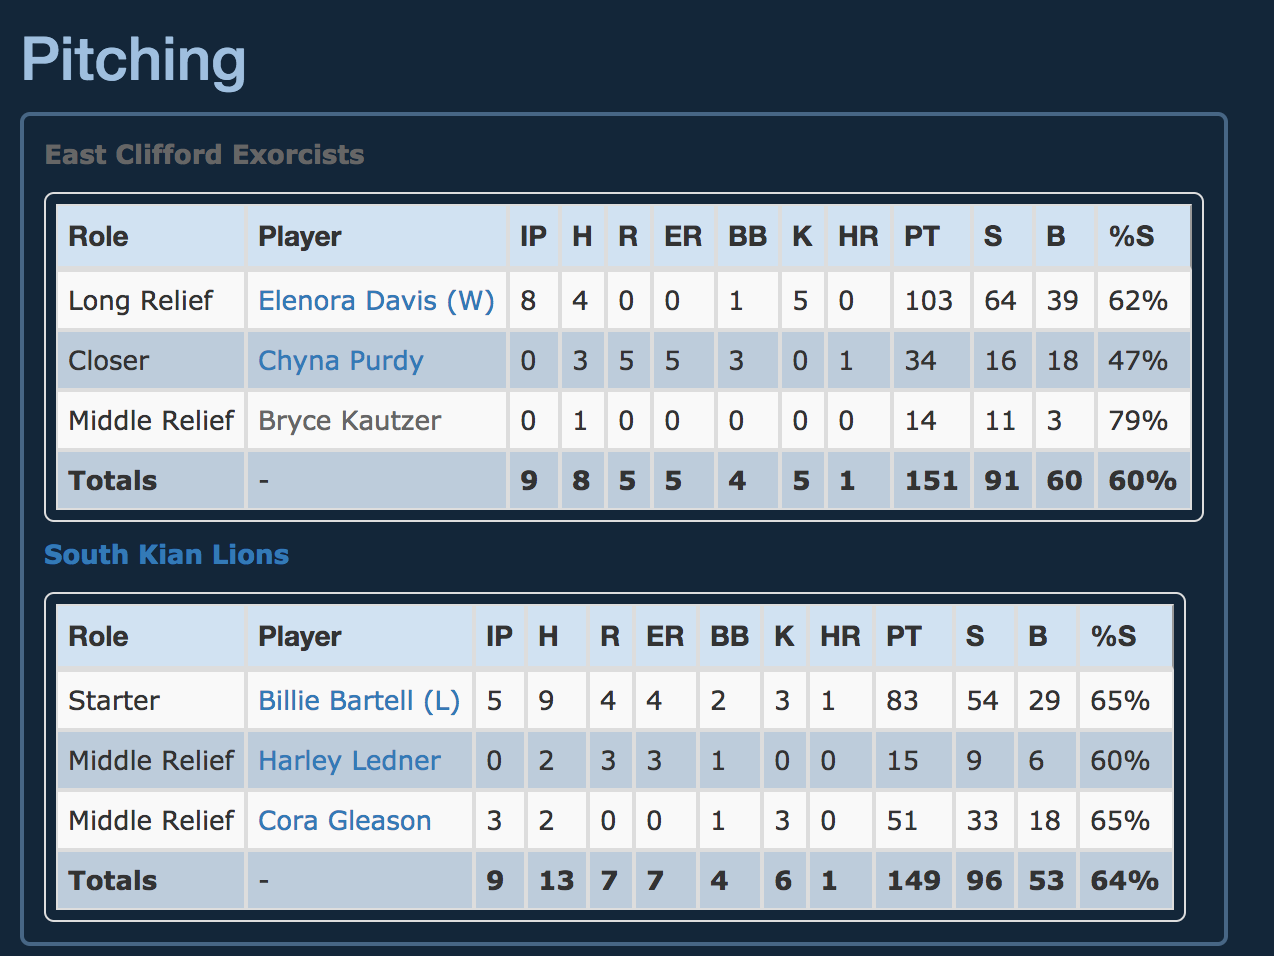 Pitching
East Clifford Exorcists
Role Player IP H R ER BB K HR PT S B %S
Long Relief Elenora Davis (W) 8 4 0 0 1 5 0 103 64 39 62%
Closer Chyna Purdy 0 3 5 5 3 0 1 34 16 18 47%
Middle Relief Bryce Kautzer 0 1 0 0 0 0 0 14 11 3 79%
Totals - 9 8 5 5 4 5 1 151 91 60 60%
South Kian Lions
Role Player IP H R ER BB K HR PT S B %S
Starter Billie Bartell (L) 5 9 4 4 2 3 1 83 54 29 65%
Middle Relief Harley Ledner 0 2 3 3 1 0 0 15 9 6 60%
Middle Relief Cora Gleason 3 2 0 0 1 3 0 51 33 18 65%
Totals - 9 13 7 7 4 6 1 149 96 53 64%